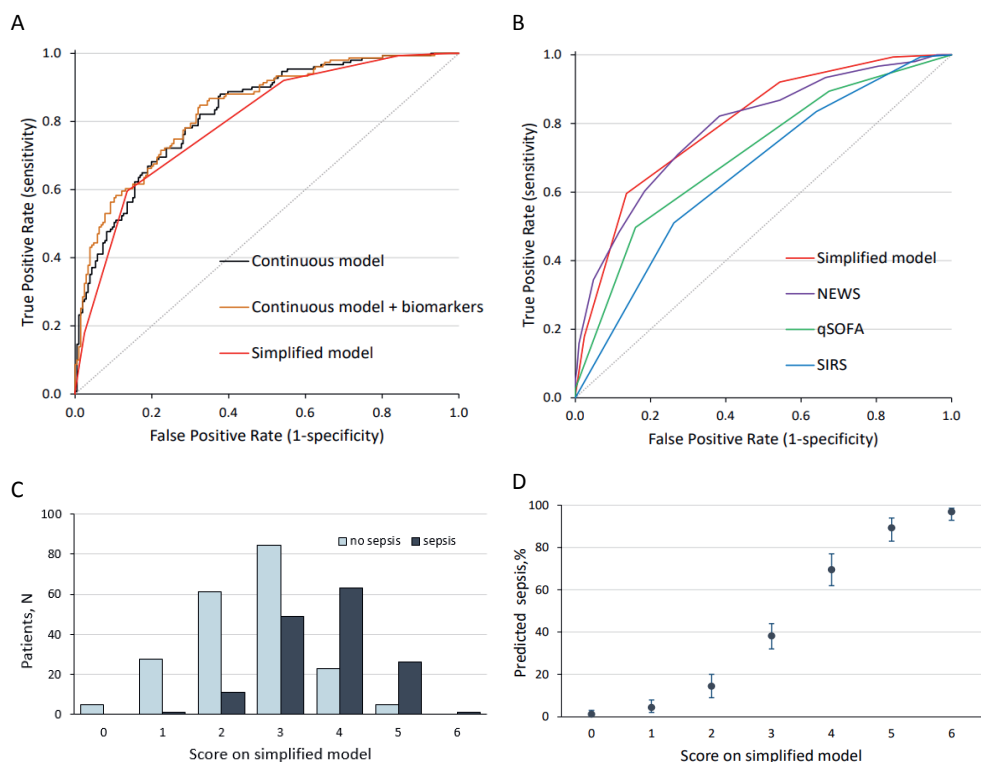 A
1.0
0.8
0.6
0.4
0.2
0.0
True Positive Rate (sensitivity)
Continuous model
Continuous model + biomarkers
Simplified model
0.0 0.2 0.4 0.6 0.8 1.0
False Positive Rate (1-specificity)
B
1.0
0.8
0.6
0.4
0.2
0.0
True Positive Rate (sensitivity)
Simplified model
NEWS
qSOFA
SIRS
0.0 0.2 0.4 0.6 0.8 1.0
False Positive Rate (1-specificity)
C
100
80
60
40
20
0
Patients, N
no sepsis sepsis
0 1 2 3 4 5 6
Score on simplified model
D
100
80
60
40
20
0
Predicted sepsis,%
0 1 2 3 4 5 6
Score on simplified model